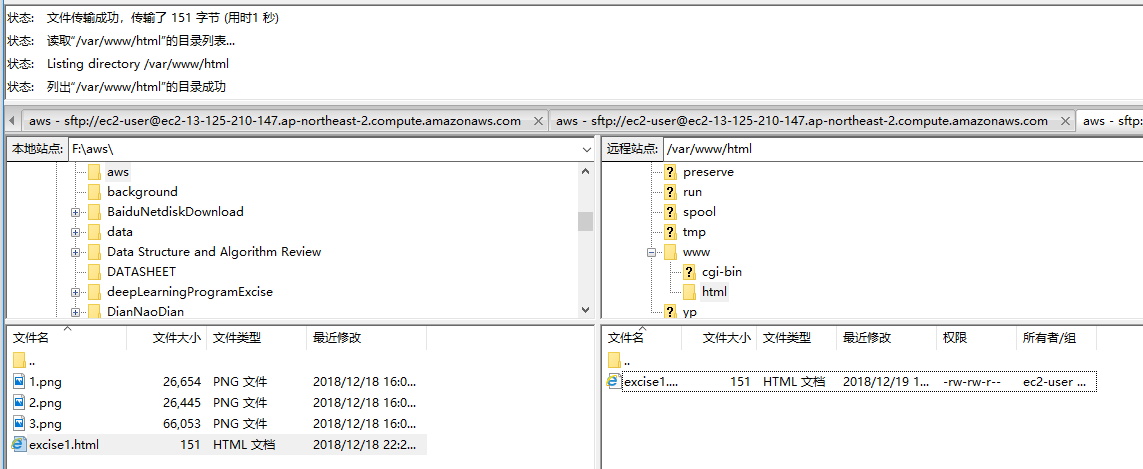 状态: 文件传输成功，传输了 151 字节 (用时1 秒)
状态: 读取“/var/www/html”的目录列表...
状态: Listing directory /var/www/html
状态: 列出“/var/www/html”的目录成功
aws - sftp://ec2-user@ec2-13-125-210-147.ap-northeast-2.compute.amazonaws.com aws - sftp://ec2-user@ec2-13-125-210-147.ap-northeast-2.compute.amazonaws.com aws - sftp:
本地站点: F:\aws\
aws
background
BaiduNetdiskDownload
data
Data Structure and Algorithm Review
DATASHEET
deepLearningProgramExcise
DianNaoDian
文件名 文件大小 文件类型 最近修改
..
1.png 26,654 PNG 文件 2018/12/18 16:0...
2.png 26,445 PNG 文件 2018/12/18 16:0...
3.png 66,053 PNG 文件 2018/12/18 16:0...
excise1.html 151 HTML 文档 2018/12/18 22:2...
远程站点: /var/www/html
preserve
run
spool
tmp
www
cgi-bin
html
yp
文件名 文件大小 文件类型 最近修改 权限 所有者/组
..
excise1.... 151 HTML 文档 2018/12/19 1... -rw-rw-r-- ec2-user ...